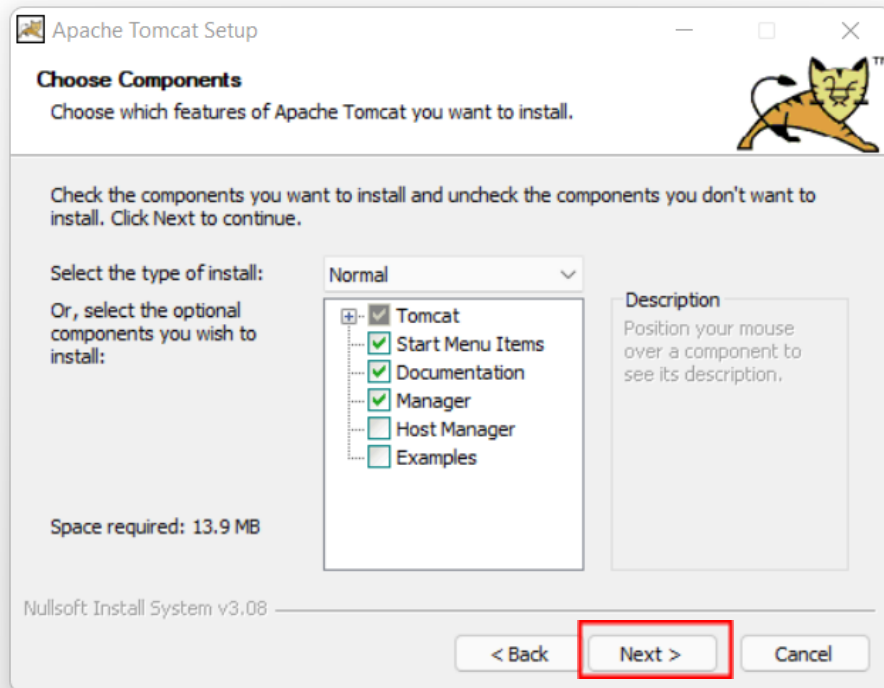 Apache Tomcat Setup
Choose Components
Choose which features of Apache Tomcat you want to install.
TM
Check the components you want to install and uncheck the components you don't want to
install. Click Next to continue.
Select the type of install:
Normal
Or, select the optional
components you wish to
install:
Tomcat
Start Menu Items
Documentation
Manager
Host Manager
Examples
Description
Position your mouse
over a component to
see its description.
Space required: 13.9 MB
Nullsoft Install System v3.08
< Back
Next >
Cancel